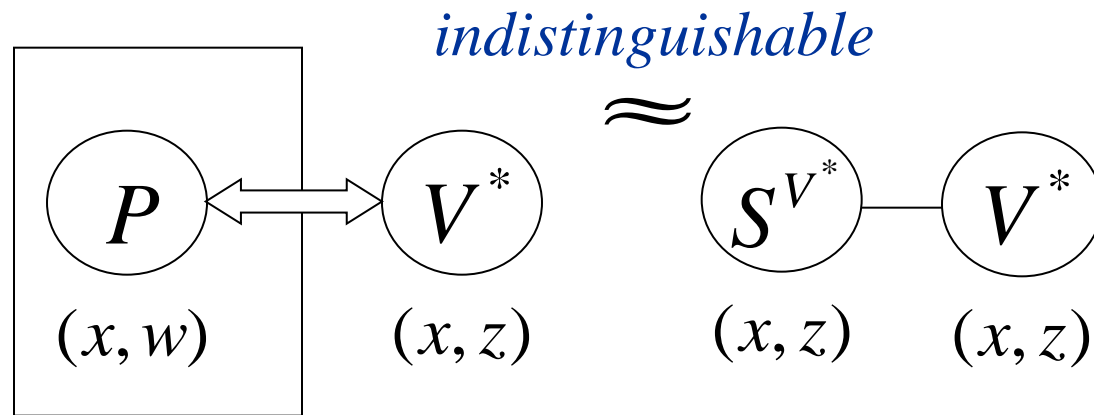 indistinguishable
≈
P V* S^{V*} V*
(x, w) (x, z) (x, z) (x, z)